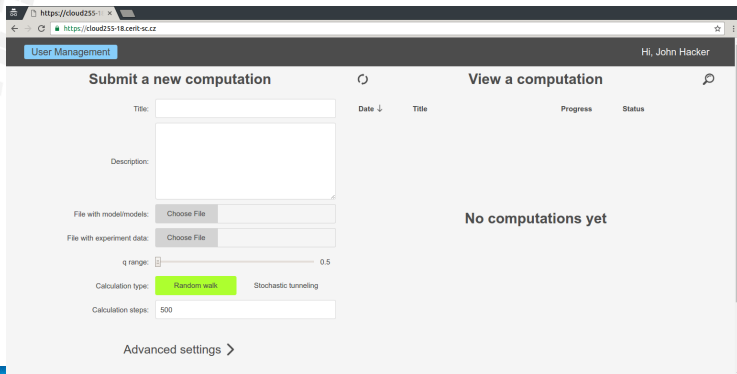 https://cloud255-1
https://cloud255-18.cerit-sc.cz
User Management
Hi, John Hacker
Submit a new computation
View a computation
Title:
Date ↓ Title Progress Status
Description:
No computations yet
File with model/models: Choose File
File with experiment data: Choose File
q range: 0.5
Calculation type: Random walk Stochastic tunneling
Calculation steps: 500
Advanced settings